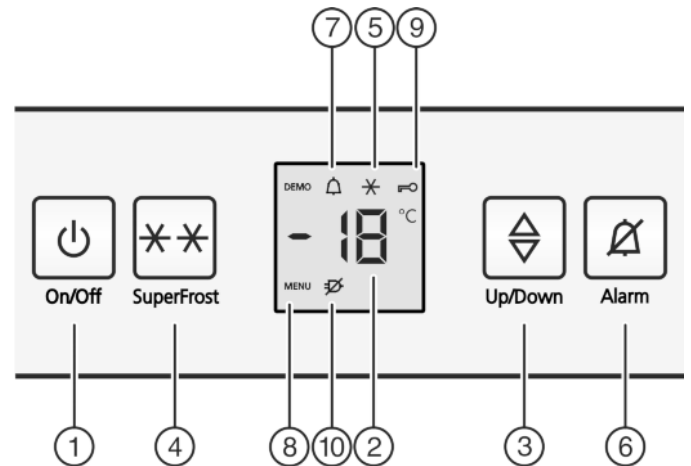 7 5 9
DEMO
-18 °C
MENU
On/Off SuperFrost Up/Down Alarm
1 4 8 10 2 3 6